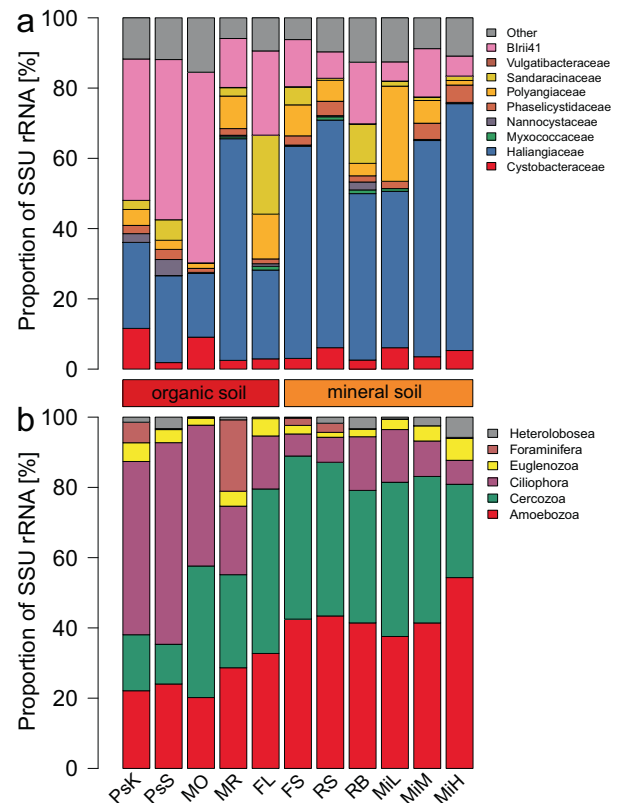 a
Proportion of SSU rRNA [%]
100
80
60
40
20
0
Other
Blrii41
Vulgatibacteraceae
Sandaracinaceae
Polyangiaceae
Phaselicystidaceae
Nannocystaceae
Myxococcaceae
Haliangiaceae
Cystobacteraceae
organic soil
mineral soil
b
Proportion of SSU rRNA [%]
100
80
60
40
20
0
Heterolobosea
Foraminifera
Euglenozoa
Ciliophora
Cercozoa
Amoebozoa
PsK
PsS
MO
MR
FL
FS
RS
RB
MiL
MiM
MiH